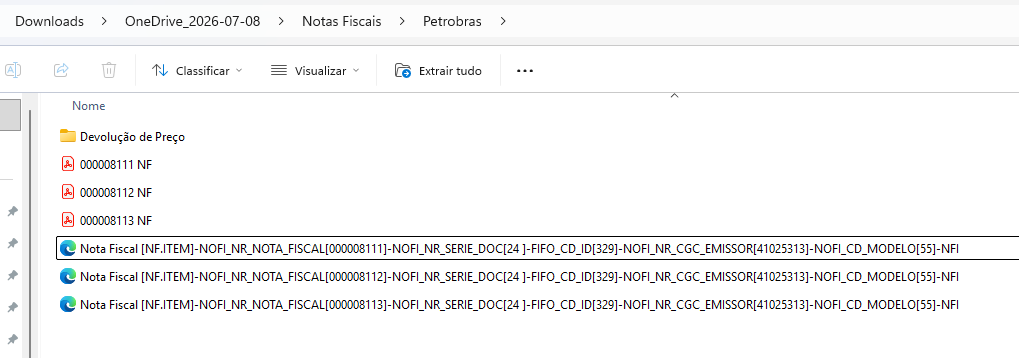 Downloads > OneDrive_2026-07-08 > Notas Fiscais > Petrobras >
Classificar Visualizar Extrair tudo ...
Nome
Devolução de Preço
000008111 NF
000008112 NF
000008113 NF
Nota Fiscal [NF.ITEM]-NOFI_NR_NOTA_FISCAL[000008111]-NOFI_NR_SERIE_DOC[24 ]-FIFO_CD_ID[329]-NOFI_NR_CGC_EMISSOR[41025313]-NOFI_CD_MODELO[55]-NFI
Nota Fiscal [NF.ITEM]-NOFI_NR_NOTA_FISCAL[000008112]-NOFI_NR_SERIE_DOC[24 ]-FIFO_CD_ID[329]-NOFI_NR_CGC_EMISSOR[41025313]-NOFI_CD_MODELO[55]-NFI
Nota Fiscal [NF.ITEM]-NOFI_NR_NOTA_FISCAL[000008113]-NOFI_NR_SERIE_DOC[24 ]-FIFO_CD_ID[329]-NOFI_NR_CGC_EMISSOR[41025313]-NOFI_CD_MODELO[55]-NFI